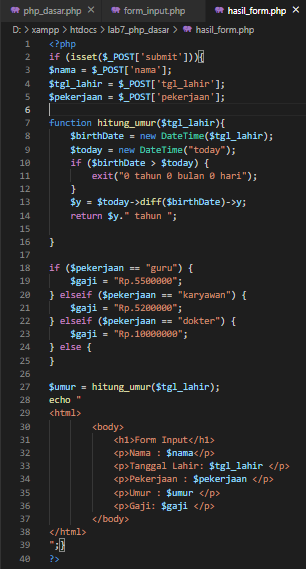 php_dasar.php form_input.php hasil_form.php ×
D: > xampp > htdocs > lab7_php_dasar > hasil_form.php
1 <?php
2 if (isset($_POST['submit'])){
3 $nama = $_POST['nama'];
4 $tgl_lahir = $_POST['tgl_lahir'];
5 $pekerjaan = $_POST['pekerjaan'];
6
7 function hitung_umur($tgl_lahir){
8 $birthDate = new DateTime($tgl_lahir);
9 $today = new DateTime("today");
10 if ($birthDate > $today) {
11 exit("0 tahun 0 bulan 0 hari");
12 }
13 $y = $today->diff($birthDate)->y;
14 return $y." tahun ";
15
16 }
17
18 if ($pekerjaan == "guru") {
19 $gaji = "Rp.5500000";
20 } elseif ($pekerjaan == "karyawan") {
21 $gaji = "Rp.5200000";
22 } elseif ($pekerjaan == "dokter") {
23 $gaji = "Rp.10000000";
24 } else {
25 }
26
27 $umur = hitung_umur($tgl_lahir);
28 echo "
29 <html>
30 <body>
31 <h1>Form Input</h1>
32 <p>Nama : $nama</p>
33 <p>Tanggal Lahir: $tgl_lahir </p>
34 <p>Pekerjaan : $pekerjaan </p>
35 <p>Umur : $umur </p>
36 <p>Gaji: $gaji </p>
37 </body>
38 </html>
39 ";}
40 ?>